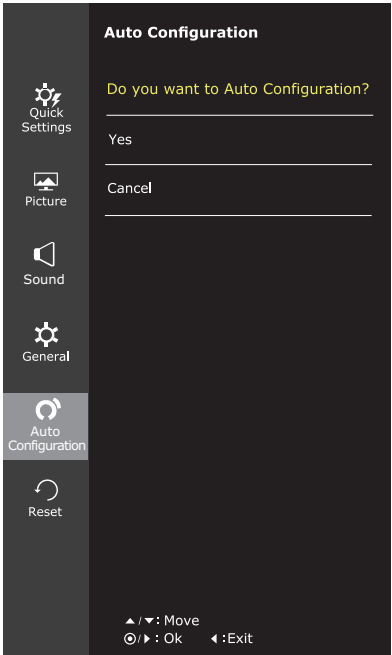 Auto Configuration
Do you want to Auto Configuration?
Yes
Cancel
Quick
Settings
Picture
Sound
General
Auto
Configuration
Reset
▲/▼: Move
⦿/▶ : Ok ◀ :Exit